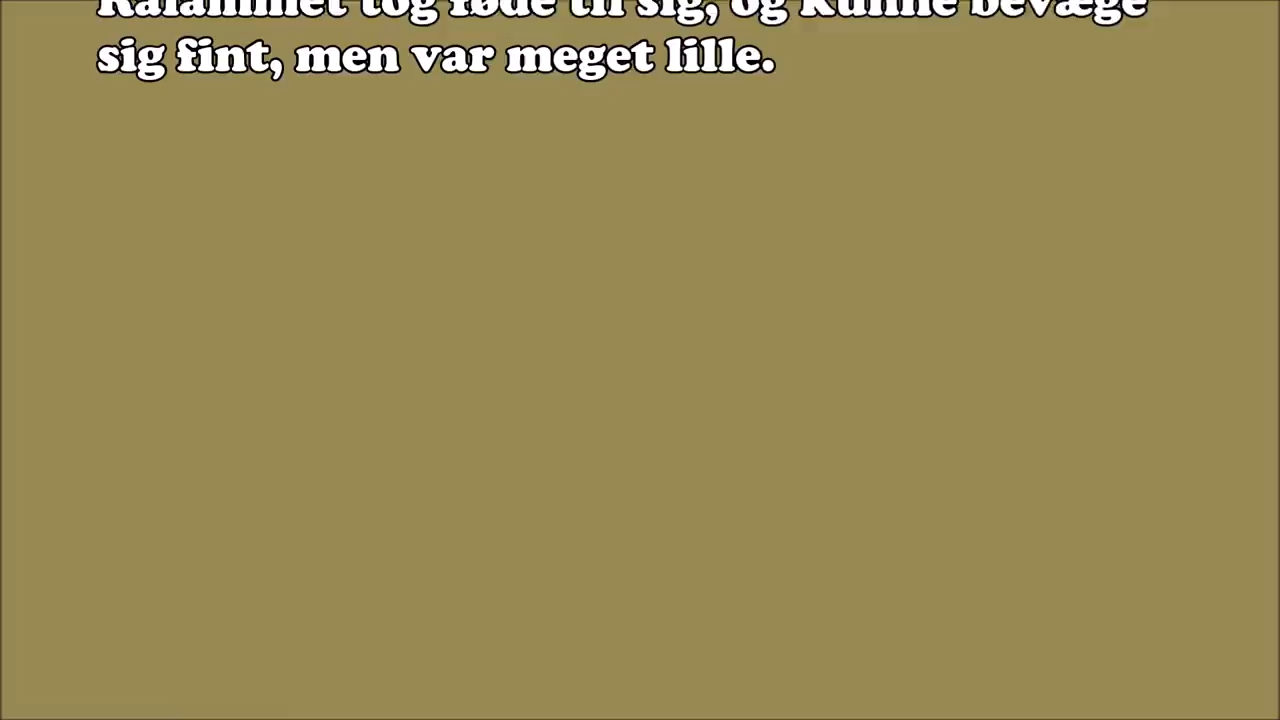 tog føde til sig, og kunne bevæge
sig fint, men var meget lille.